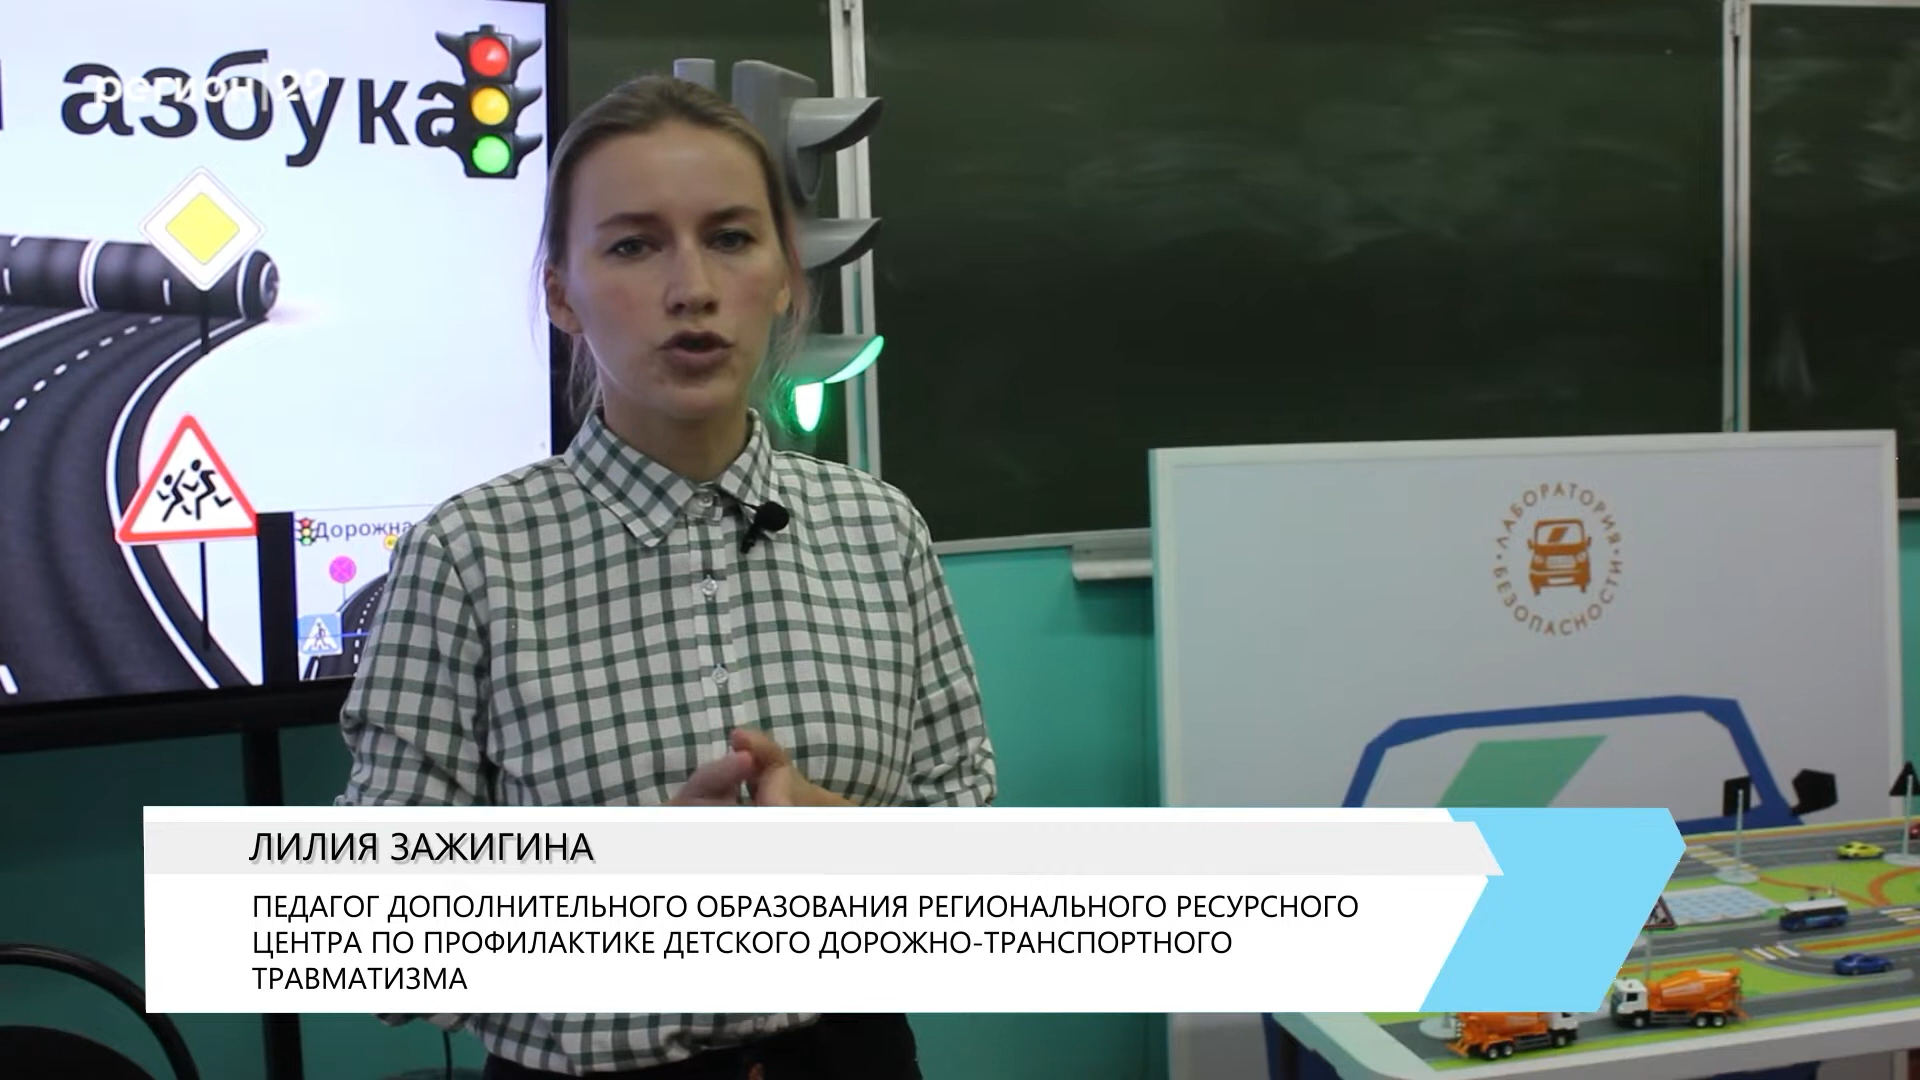 азбука
регион 29
Дорожна
ЛАБОРАТОРИЯ
БЕЗОПАСНОСТИ
ЛИЛИЯ ЗАЖИГИНА
ПЕДАГОГ ДОПОЛНИТЕЛЬНОГО ОБРАЗОВАНИЯ РЕГИОНАЛЬНОГО РЕСУРСНОГО
ЦЕНТРА ПО ПРОФИЛАКТИКЕ ДЕТСКОГО ДОРОЖНО-ТРАНСПОРТНОГО
ТРАВМАТИЗМА